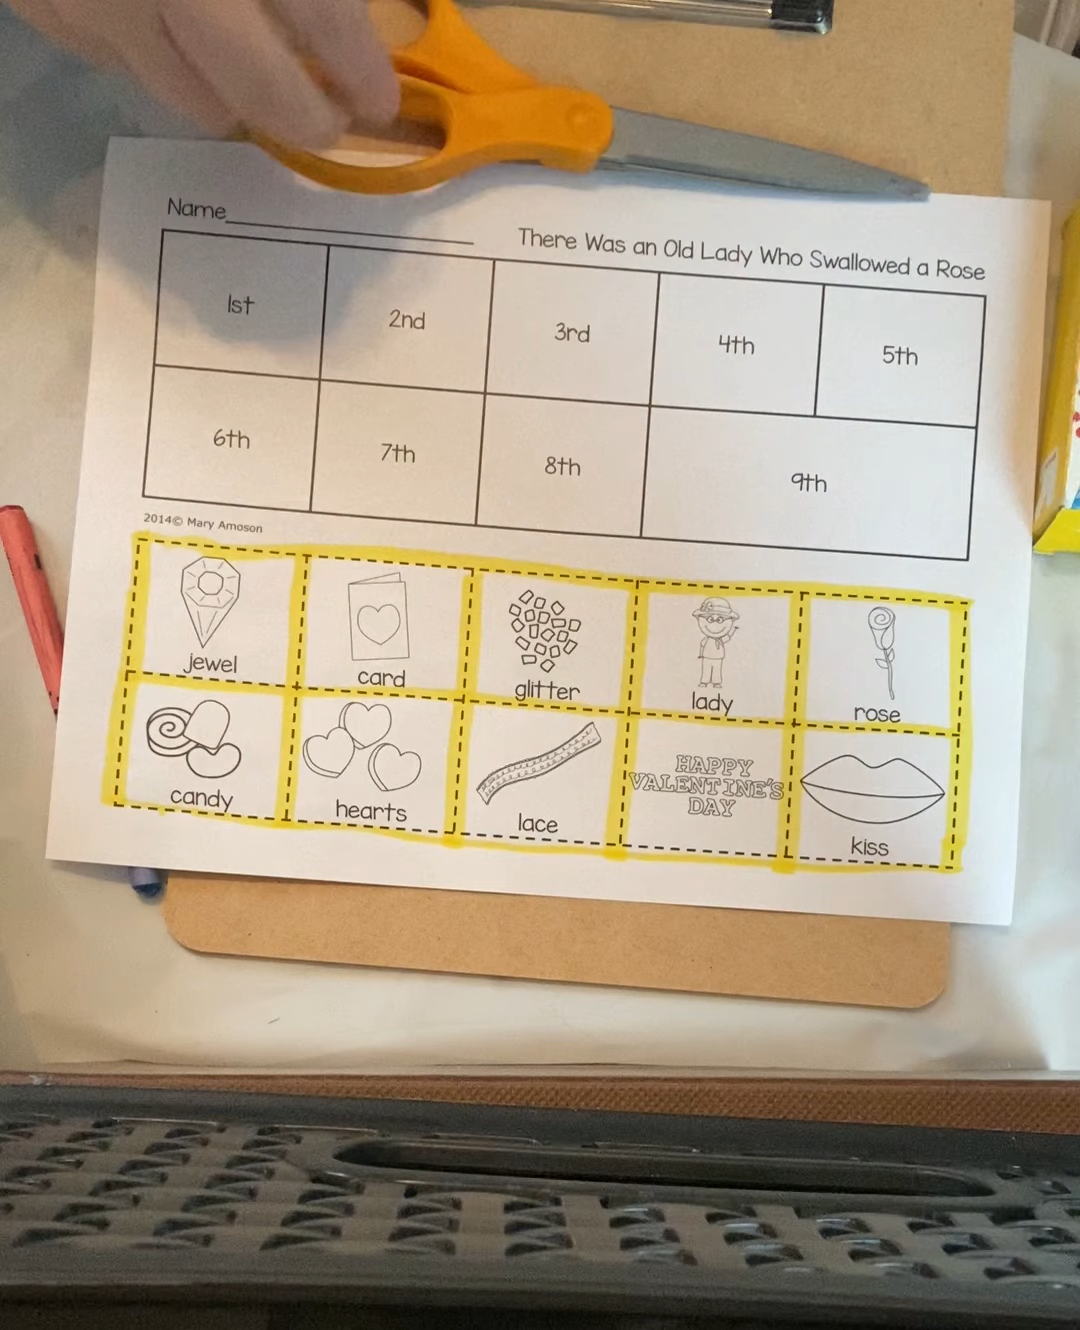 Name
There Was an Old Lady Who Swallowed a Rose
1st
2nd
3rd
4th
5th
6th
7th
8th
9th
2014© Mary Amoson
jewel
card
glitter
lady
rose
candy
hearts
lace
HAPPY
VALENTINE'S
DAY
kiss